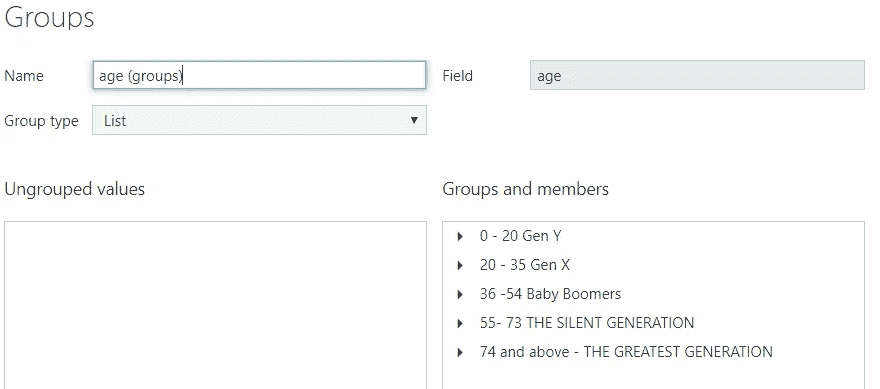 Groups
Name age (groups) Field age
Group type List
Ungrouped values Groups and members
0 - 20 Gen Y
20 - 35 Gen X
36 -54 Baby Boomers
55- 73 THE SILENT GENERATION
74 and above - THE GREATEST GENERATION